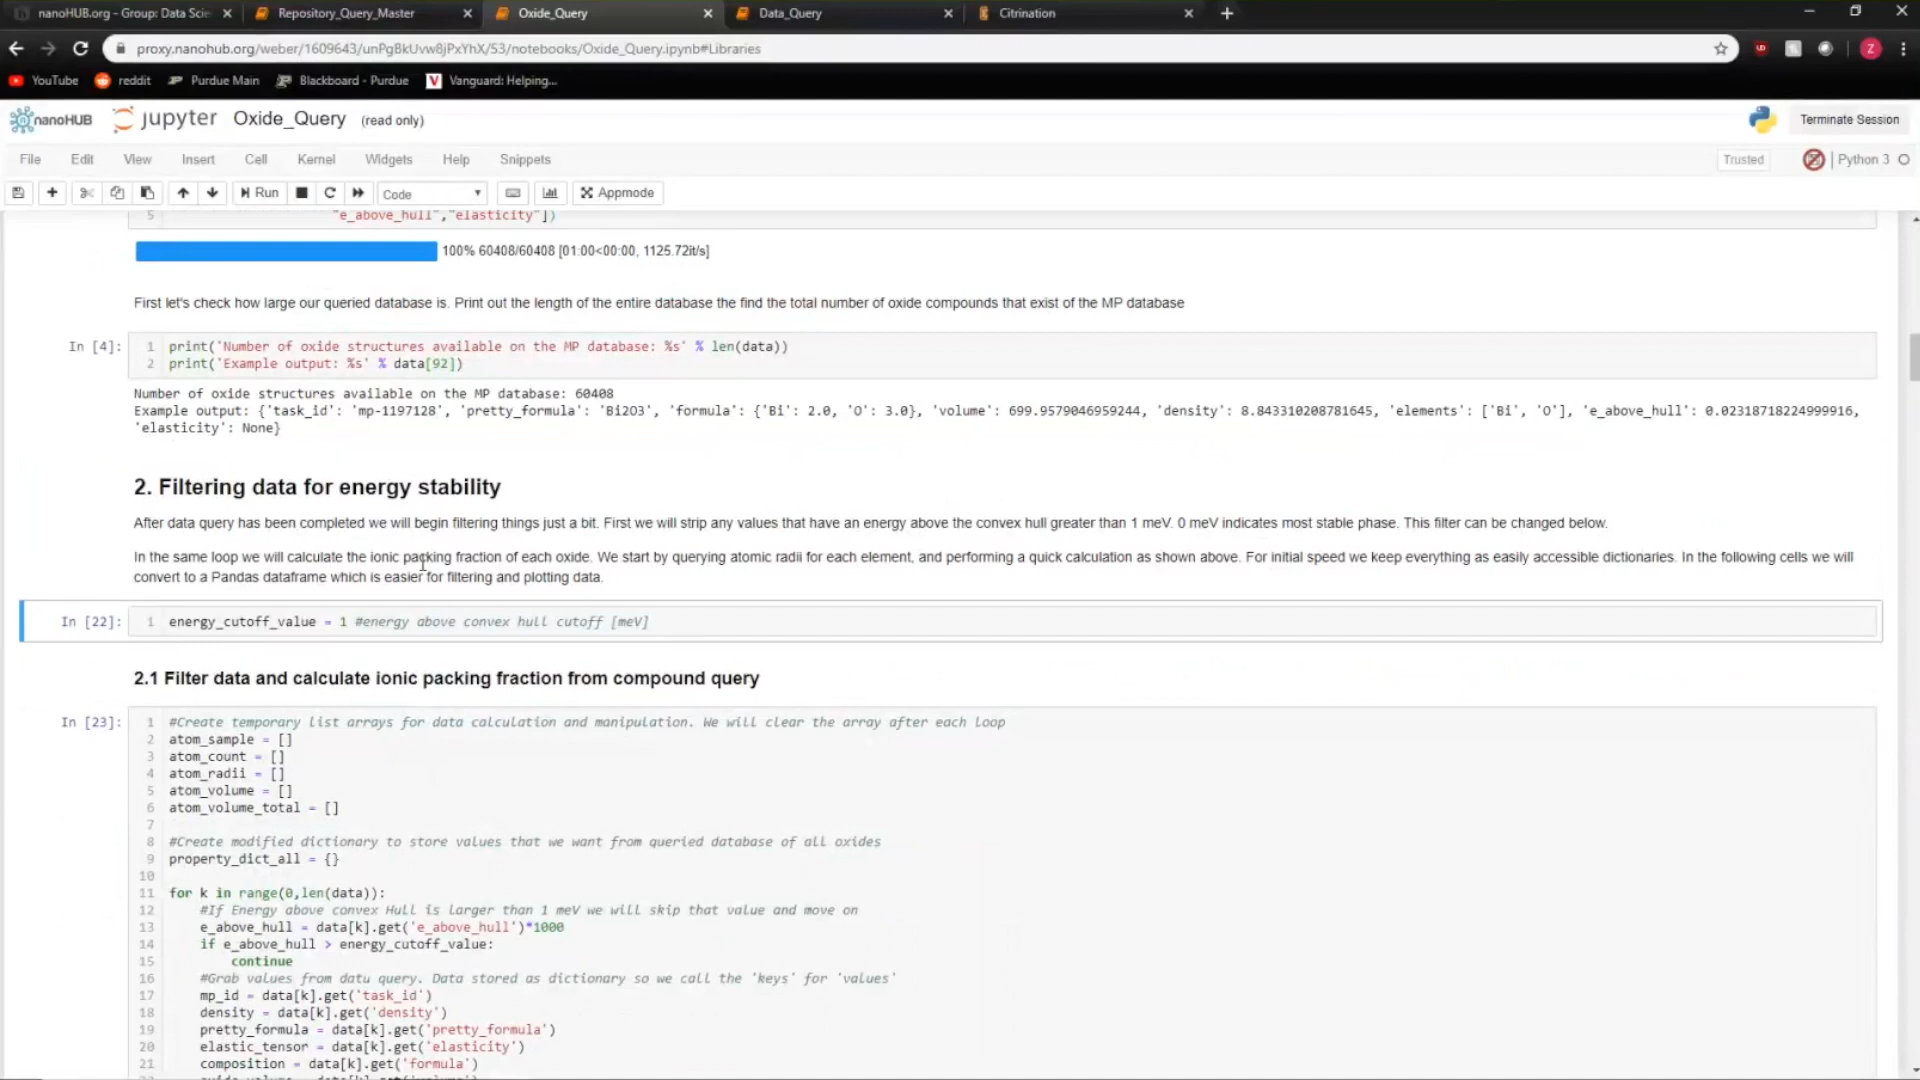 nanoHUB.org - Group: Data Scie
Repository_Query_Master
Oxide_Query
Data_Query
Citrination
proxy.nanohub.org/weber/1609643/unPgBkUvw8jPxYhX/53/notebooks/Oxide_Query.ipynb#Libraries
YouTube
reddit
Purdue Main
Blackboard - Purdue
Vanguard: Helping...
nanoHUB
jupyter
Oxide_Query
(read only)
Terminate Session
File
Edit
View
Insert
Cell
Kernel
Widgets
Help
Snippets
Trusted
Python 3
Run
Code
Appmode
5 "e_above_hull","elasticity"])
100% 60408/60408 [01:00<00:00, 1125.72it/s]
First let's check how large our queried database is. Print out the length of the entire database the find the total number of oxide compounds that exist of the MP database
In [4]:
1 print('Number of oxide structures available on the MP database: %s' % len(data))
2 print('Example output: %s' % data[92])
Number of oxide structures available on the MP database: 60408
Example output: {'task_id': 'mp-1197128', 'pretty_formula': 'Bi2O3', 'formula': {'Bi': 2.0, 'O': 3.0}, 'volume': 699.9579046959244, 'density': 8.843310208781645, 'elements': ['Bi', 'O'], 'e_above_hull': 0.02318718224999916,
'elasticity': None}
2. Filtering data for energy stability
After data query has been completed we will begin filtering things just a bit. First we will strip any values that have an energy above the convex hull greater than 1 meV. 0 meV indicates most stable phase. This filter can be changed below.
In the same loop we will calculate the ionic packing fraction of each oxide. We start by querying atomic radii for each element, and performing a quick calculation as shown above. For initial speed we keep everything as easily accessible dictionaries. In the following cells we will
convert to a Pandas dataframe which is easier for filtering and plotting data.
In [22]:
1 energy_cutoff_value = 1 #energy above convex hull cutoff [meV]
2.1 Filter data and calculate ionic packing fraction from compound query
In [23]:
1 #Create temporary list arrays for data calculation and manipulation. We will clear the array after each loop
2 atom_sample = []
3 atom_count = []
4 atom_radii = []
5 atom_volume = []
6 atom_volume_total = []
7
8 #Create modified dictionary to store values that we want from queried database of all oxides
9 property_dict_all = {}
10
11 for k in range(0,len(data)):
12 #If Energy above convex Hull is larger than 1 meV we will skip that value and move on
13 e_above_hull = data[k].get('e_above_hull')*1000
14 if e_above_hull > energy_cutoff_value:
15 continue
16 #Grab values from datu query. Data stored as dictionary so we call the 'keys' for 'values'
17 mp_id = data[k].get('task_id')
18 density = data[k].get('density')
19 pretty_formula = data[k].get('pretty_formula')
20 elastic_tensor = data[k].get('elasticity')
21 composition = data[k].get('formula')